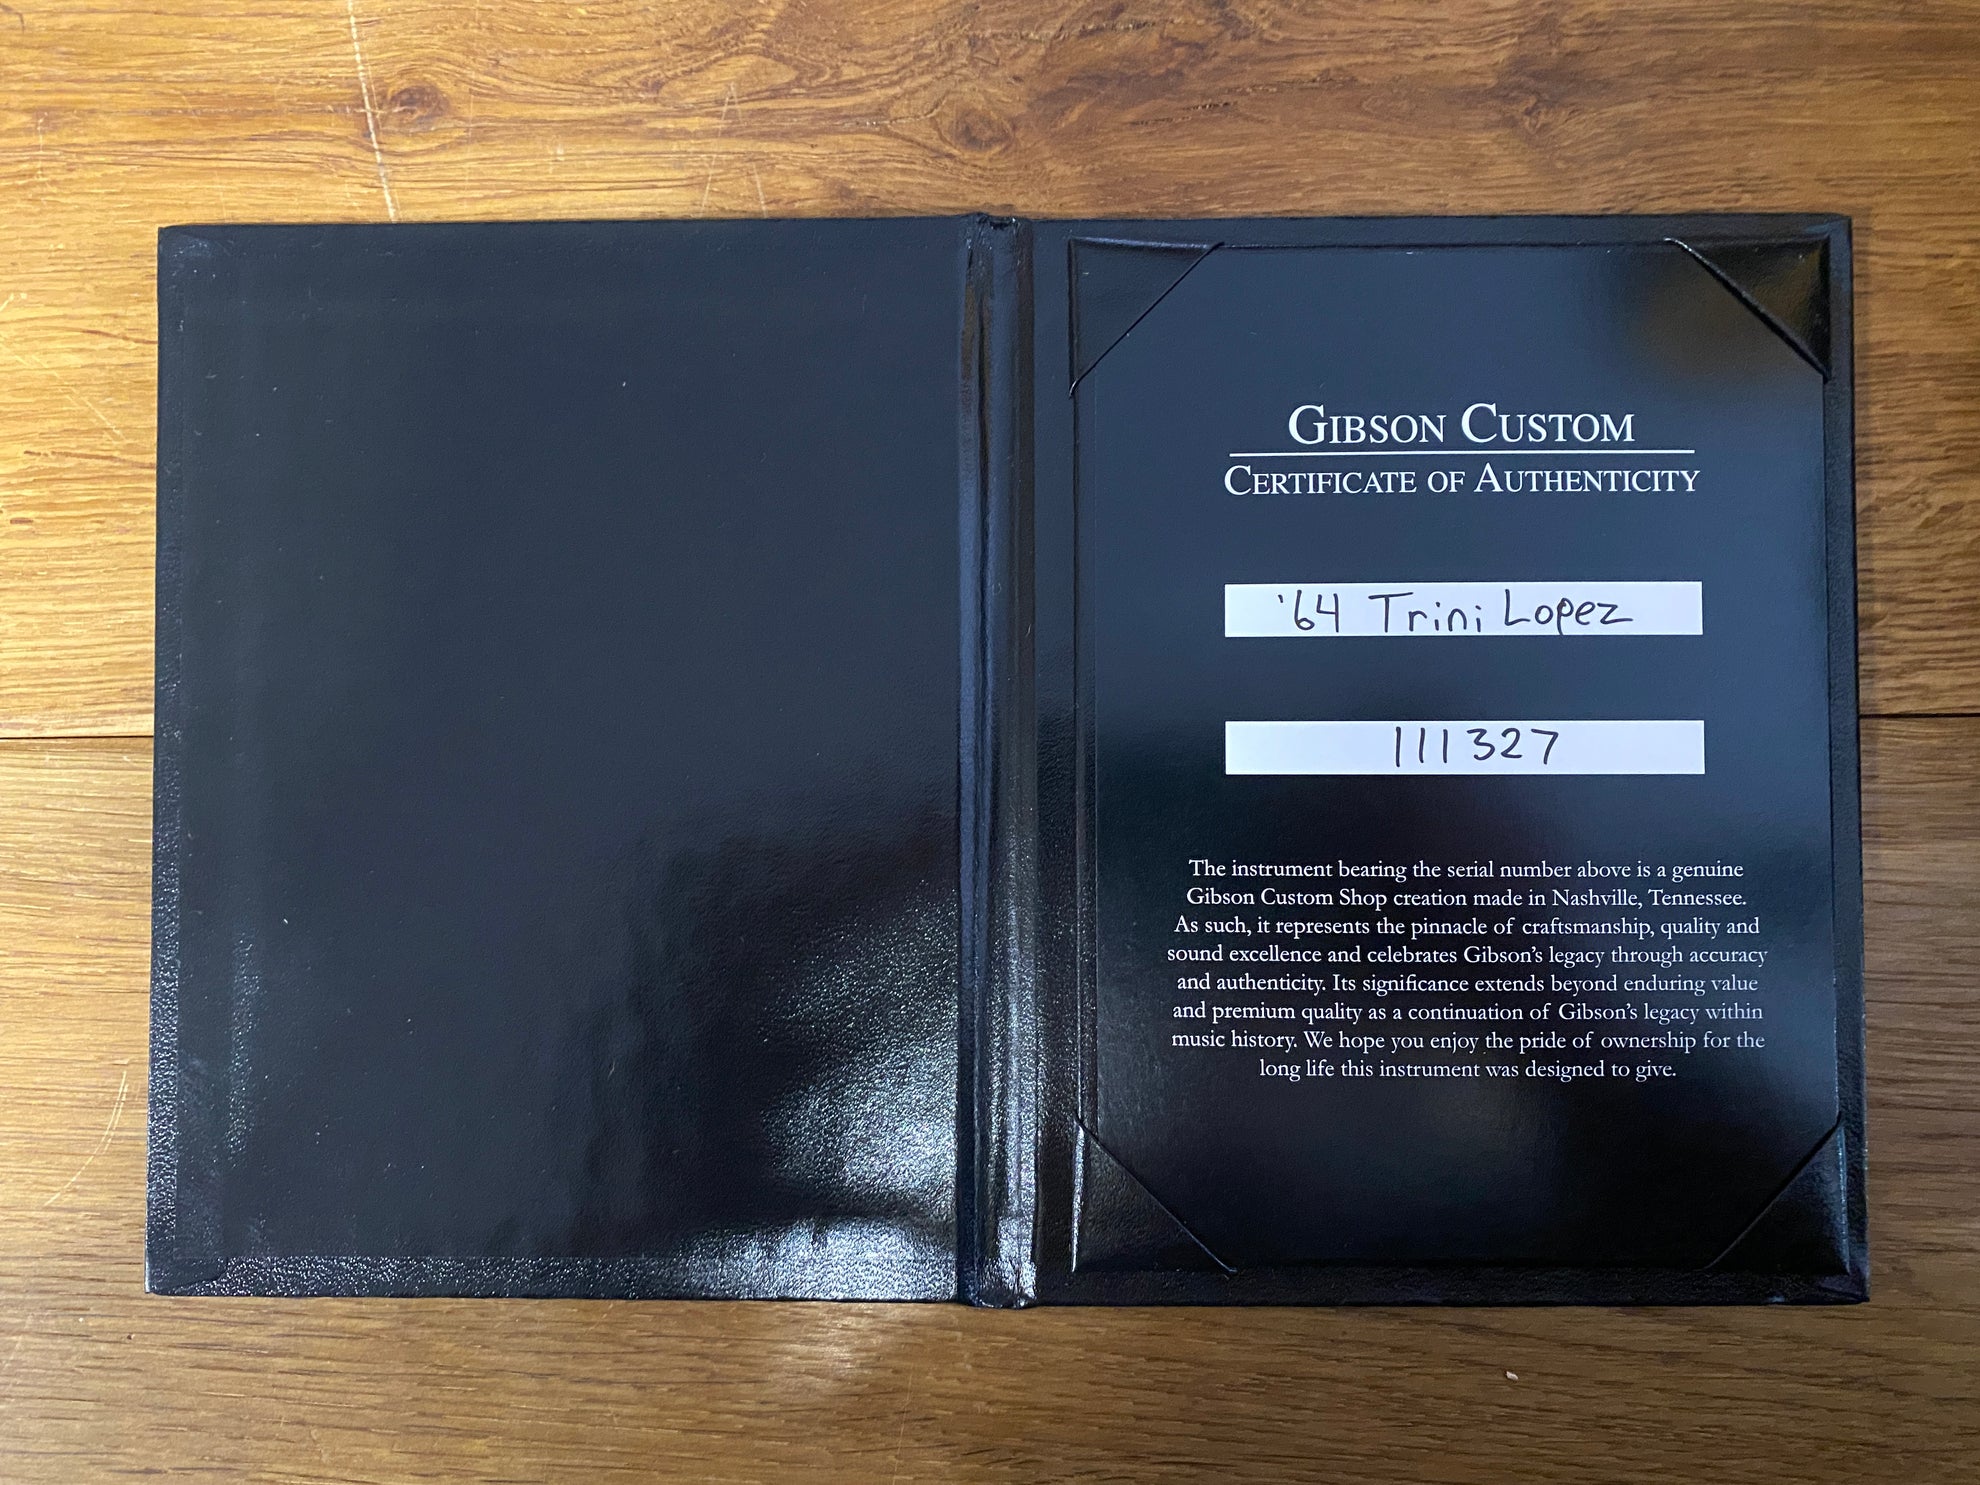 GIBSON CUSTOM
CERTIFICATE OF AUTHENTICITY
'64 Trini Lopez
111327
The instrument bearing the serial number above is a genuine
Gibson Custom Shop creation made in Nashville, Tennessee.
As such, it represents the pinnacle of craftsmanship, quality and
sound excellence and celebrates Gibson's legacy through accuracy
and authenticity. Its significance extends beyond enduring value
and premium quality as a continuation of Gibson's legacy within
music history. We hope you enjoy the pride of ownership for the
long life this instrument was designed to give.